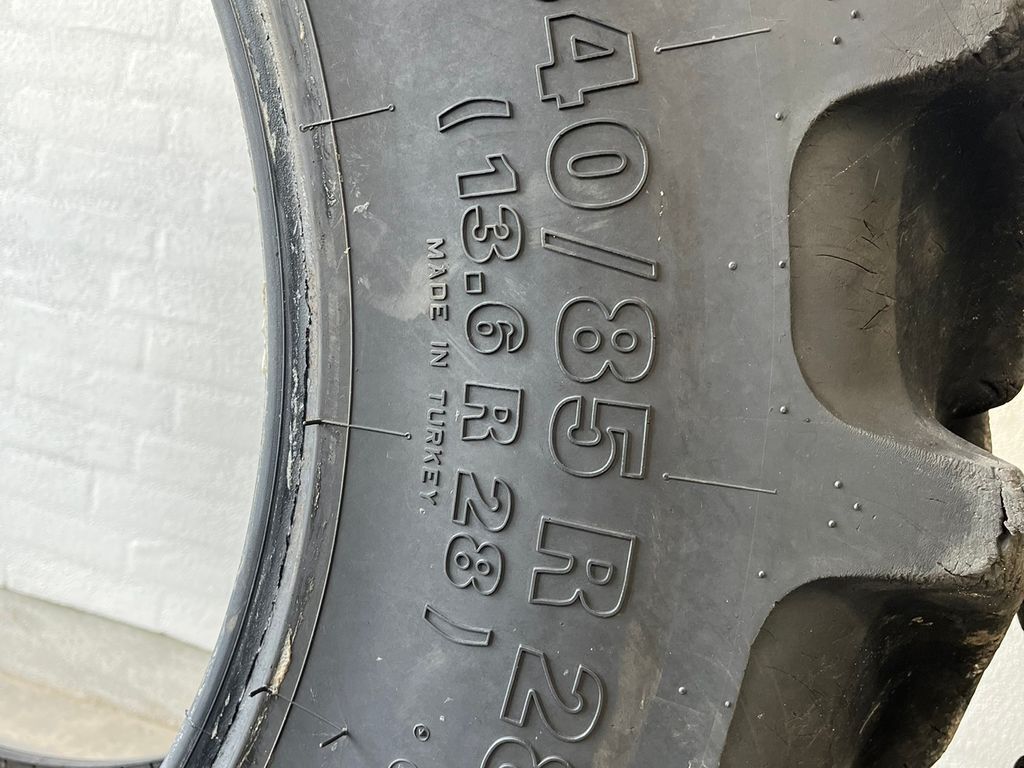 40/85 R 28
(13.6 R 28)
MADE IN TURKEY